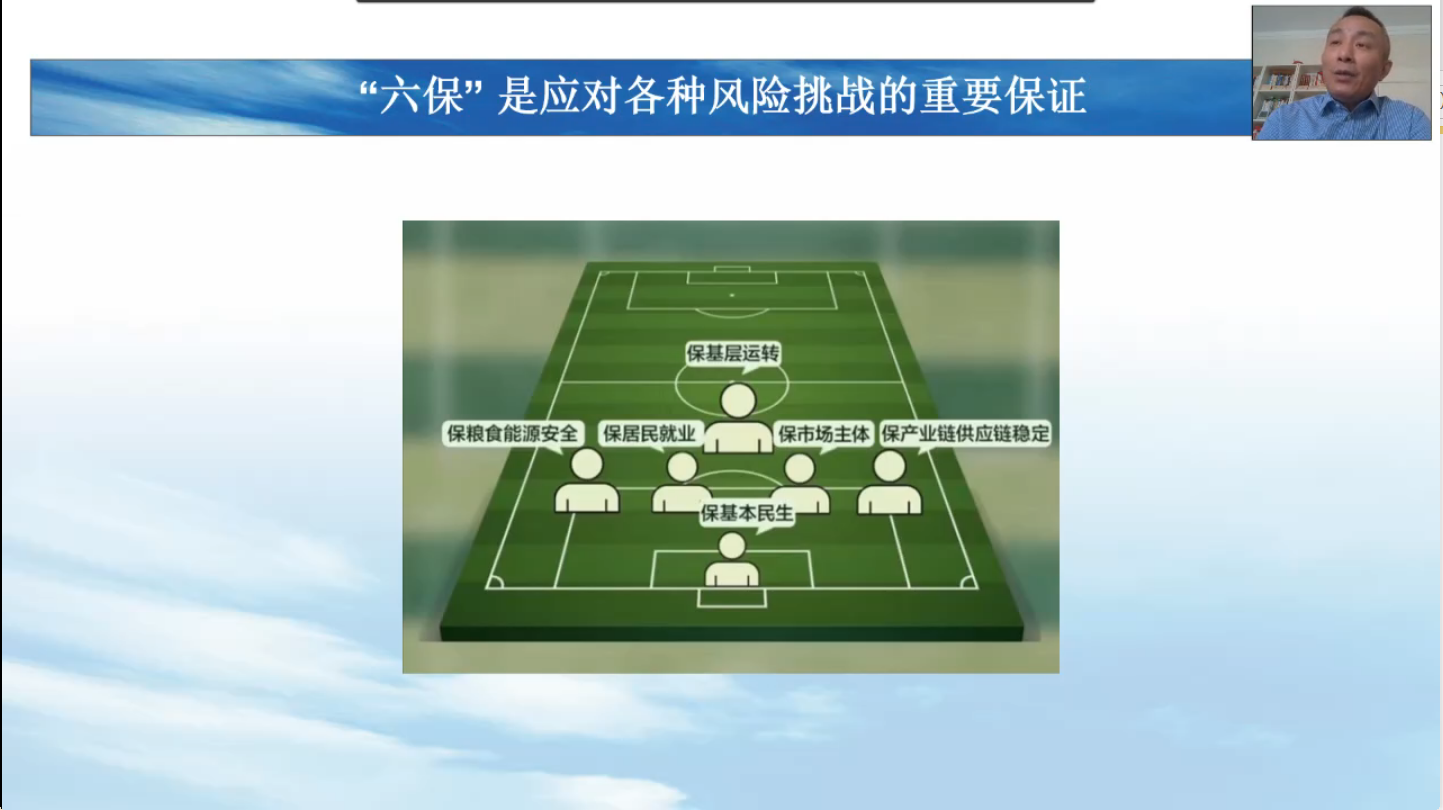 “六保” 是应对各种风险挑战的重要保证
保基层运转
保粮食能源安全
保居民就业
保市场主体
保产业链供应链稳定
保基本民生